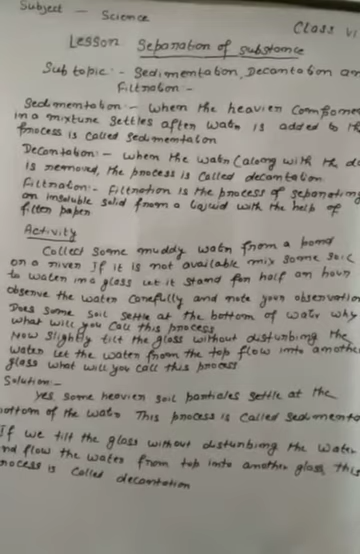 Subject - Science
Class VI
Lesson Separation of substance
Sub topic :- Sedimentation, Decantation an
Filtration :-
Sedimentation :- when the heavier compone
in a mixture settles after water is added to th
process is called sedimentation
Decantation :- when the water (along with the d
is removed, the process is called decantation
Filtration :- Filtration is the process of separating
an insoluble solid from a liquid with the help of
filter paper
Activity
Collect some muddy water from a pond
or a river If it is not available mix some soil
to water in a glass let it stand for half an hour
observe the water carefully and note your observation
Does some soil settle at the bottom of water why
what will you call this process
Now slightly tilt the glass without disturbing the
water let the water from the top flow into anothe
glass what will you call this process
Solution :-
Yes some heavier soil particles settle at the
ottom of the water This process is called sedimenta
If we tilt the glass without disturbing the water
nd flow the water from top into another glass this
rocess is called decantation